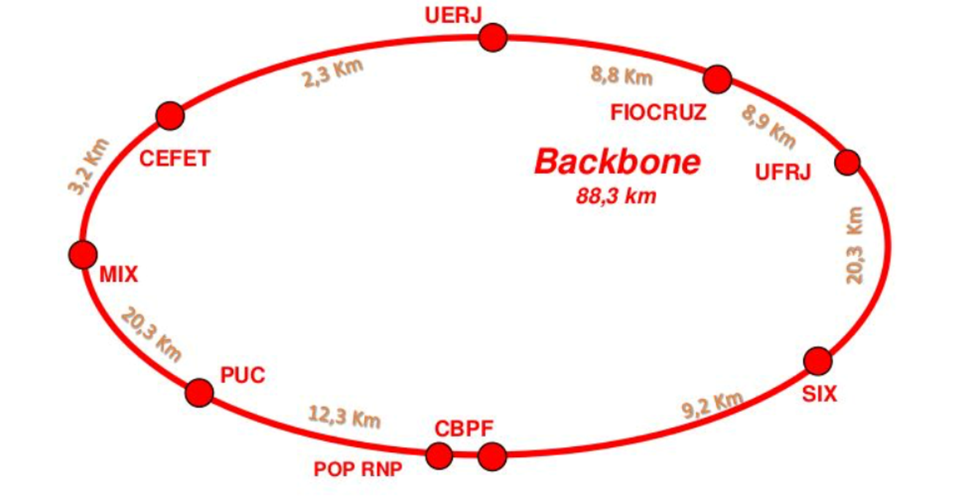 UERJ
2,3 Km
8,8 Km
FIOCRUZ
8,9 Km
CEFET
3,2 Km
Backbone
88,3 km
UFRJ
20,3 Km
MIX
20,3 Km
PUC
12,3 Km
CBPF
POP RNP
9,2 Km
SIX